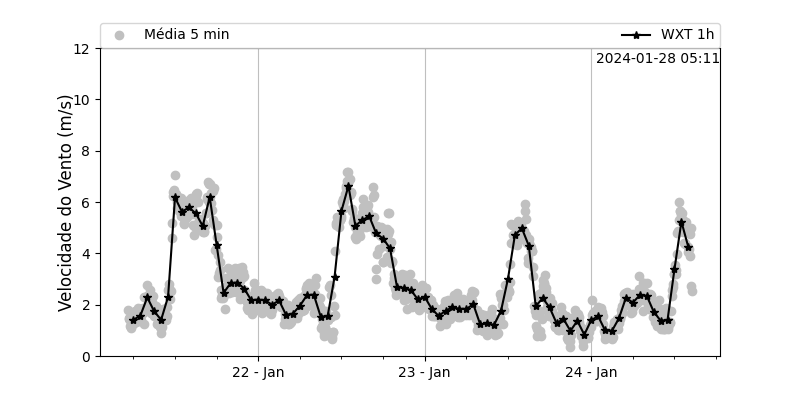 Média 5 min
WXT 1h
2024-01-28 05:11
Velocidade do Vento (m/s)
12
10
8
6
4
2
0
22 - Jan
23 - Jan
24 - Jan